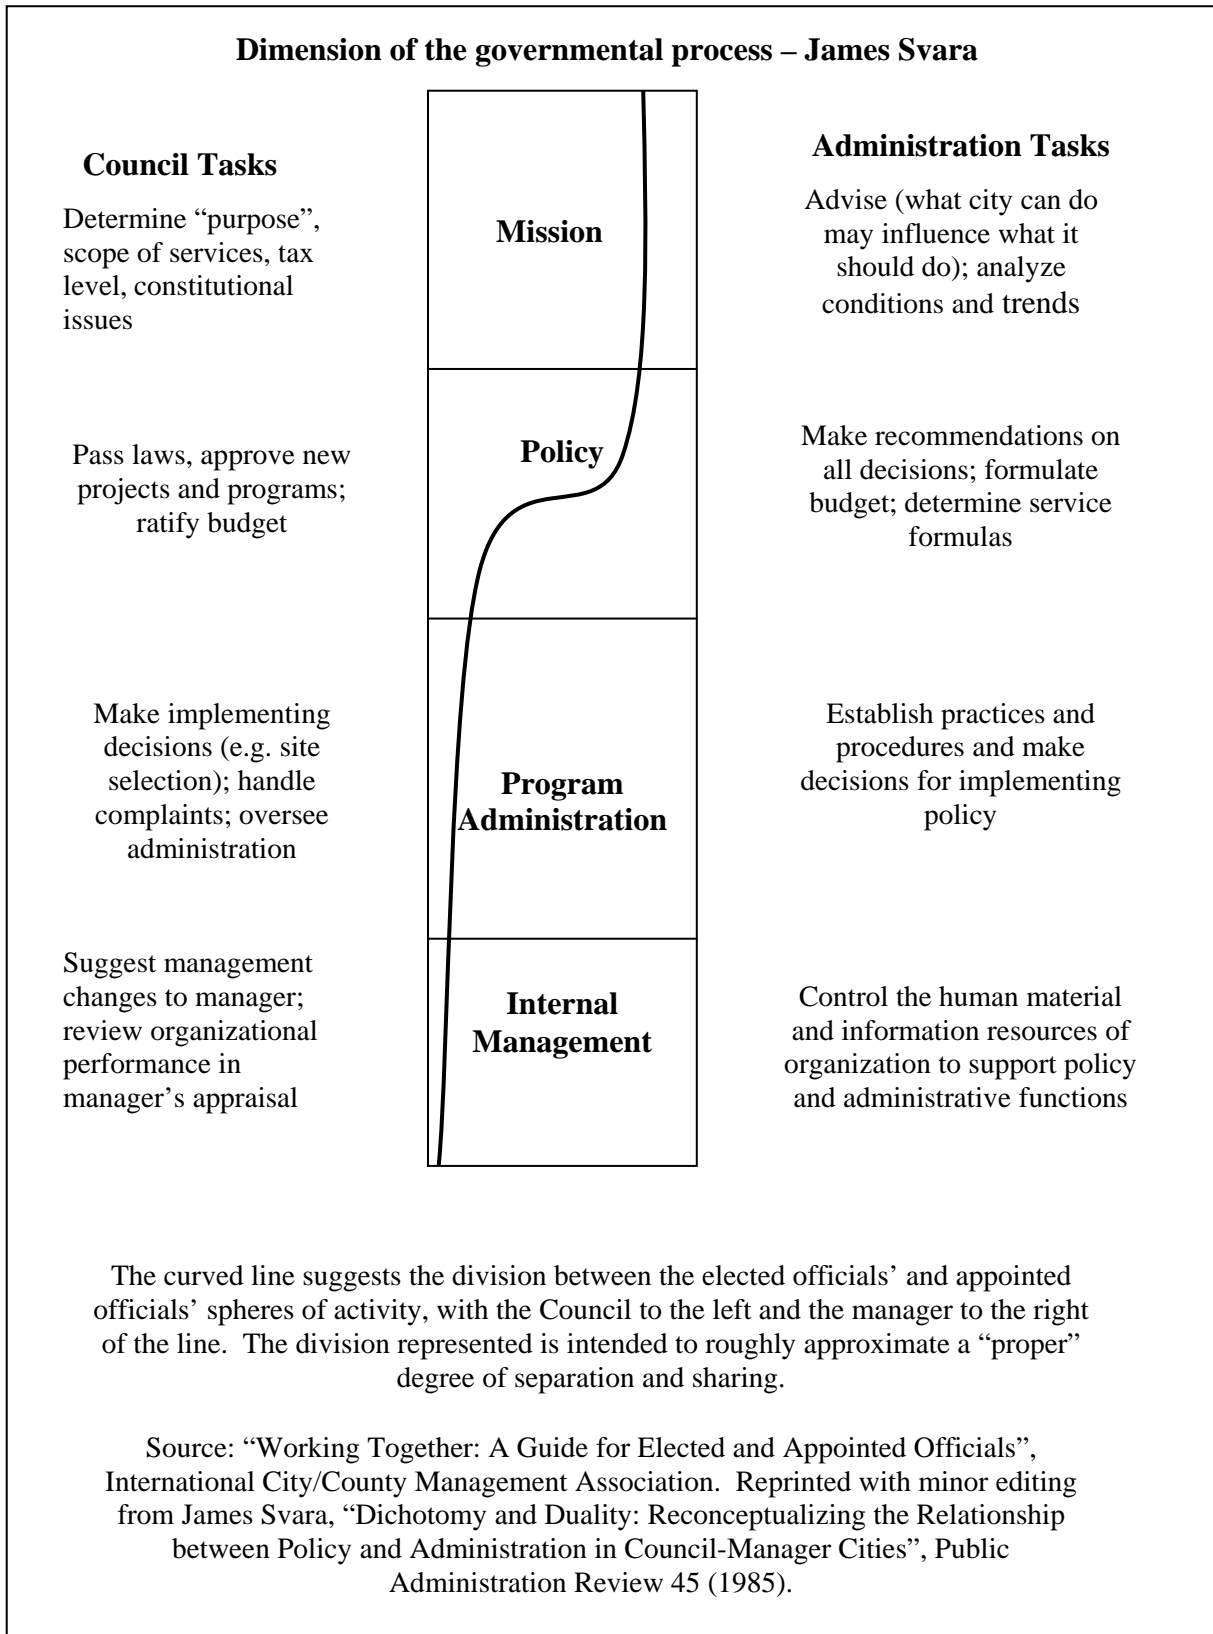 Dimension of the governmental process – James Svara
Council Tasks
Determine “purpose”,
scope of services, tax
level, constitutional
issues
Mission
Administration Tasks
Advise (what city can do
may influence what it
should do); analyze
conditions and trends
Pass laws, approve new
projects and programs;
ratify budget
Policy
Make recommendations on
all decisions; formulate
budget; determine service
formulas
Make implementing
decisions (e.g. site
selection); handle
complaints; oversee
administration
Program
Administration
Establish practices and
procedures and make
decisions for implementing
policy
Suggest management
changes to manager;
review organizational
performance in
manager’s appraisal
Internal
Management
Control the human material
and information resources of
organization to support policy
and administrative functions
The curved line suggests the division between the elected officials’ and appointed
officials’ spheres of activity, with the Council to the left and the manager to the right
of the line.  The division represented is intended to roughly approximate a “proper”
degree of separation and sharing.
Source: “Working Together: A Guide for Elected and Appointed Officials”,
International City/County Management Association.  Reprinted with minor editing
from James Svara, “Dichotomy and Duality: Reconceptualizing the Relationship
between Policy and Administration in Council-Manager Cities”, Public
Administration Review 45 (1985).